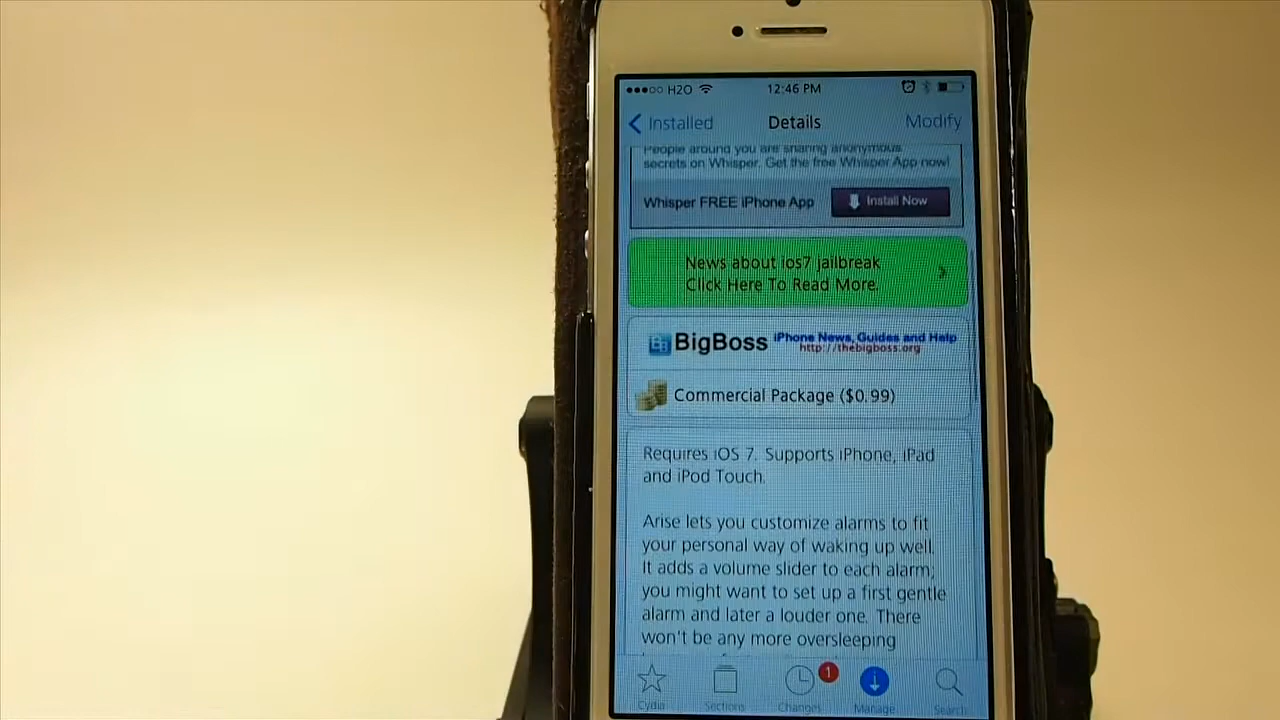 H2O 12:46 PM
Installed Details Modify
People around you are sharing anonymous
secrets on Whisper. Get the free Whisper App now!
Whisper FREE iPhone App Install Now
News about ios7 jailbreak
Click Here To Read More.
BigBoss iPhone News, Guides and Help
http://thebigboss.org
Commercial Package ($0.99)
Requires iOS 7. Supports iPhone, iPad
and iPod Touch.
Arise lets you customize alarms to fit
your personal way of waking up well.
It adds a volume slider to each alarm;
you might want to set up a first gentle
alarm and later a louder one. There
won't be any more oversleeping
1
Cydia Sections Changes Manage Search